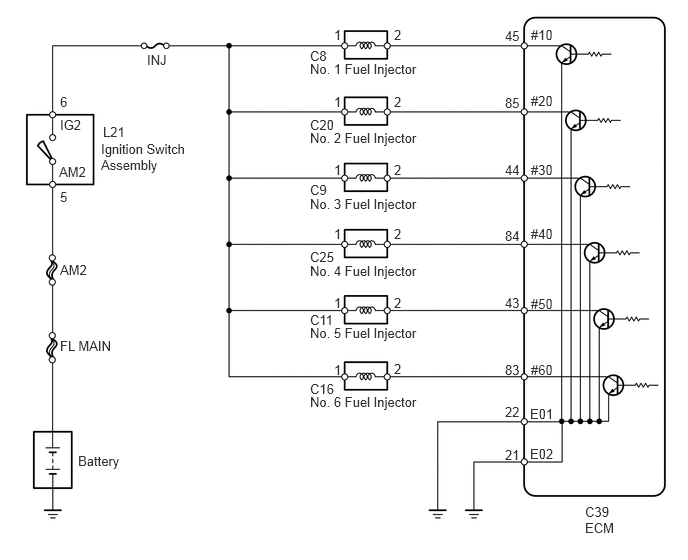 1 2 45 #10
INJ
C8
No. 1 Fuel Injector
6
IG2
AM2
5
L21
Ignition Switch
Assembly
1 2 85 #20
C20
No. 2 Fuel Injector
1 2 44 #30
C9
No. 3 Fuel Injector
1 2 84 #40
C25
No. 4 Fuel Injector
AM2
1 2 43 #50
C11
No. 5 Fuel Injector
FL MAIN
1 2 83 #60
C16
No. 6 Fuel Injector
22 E01
21 E02
Battery
C39
ECM